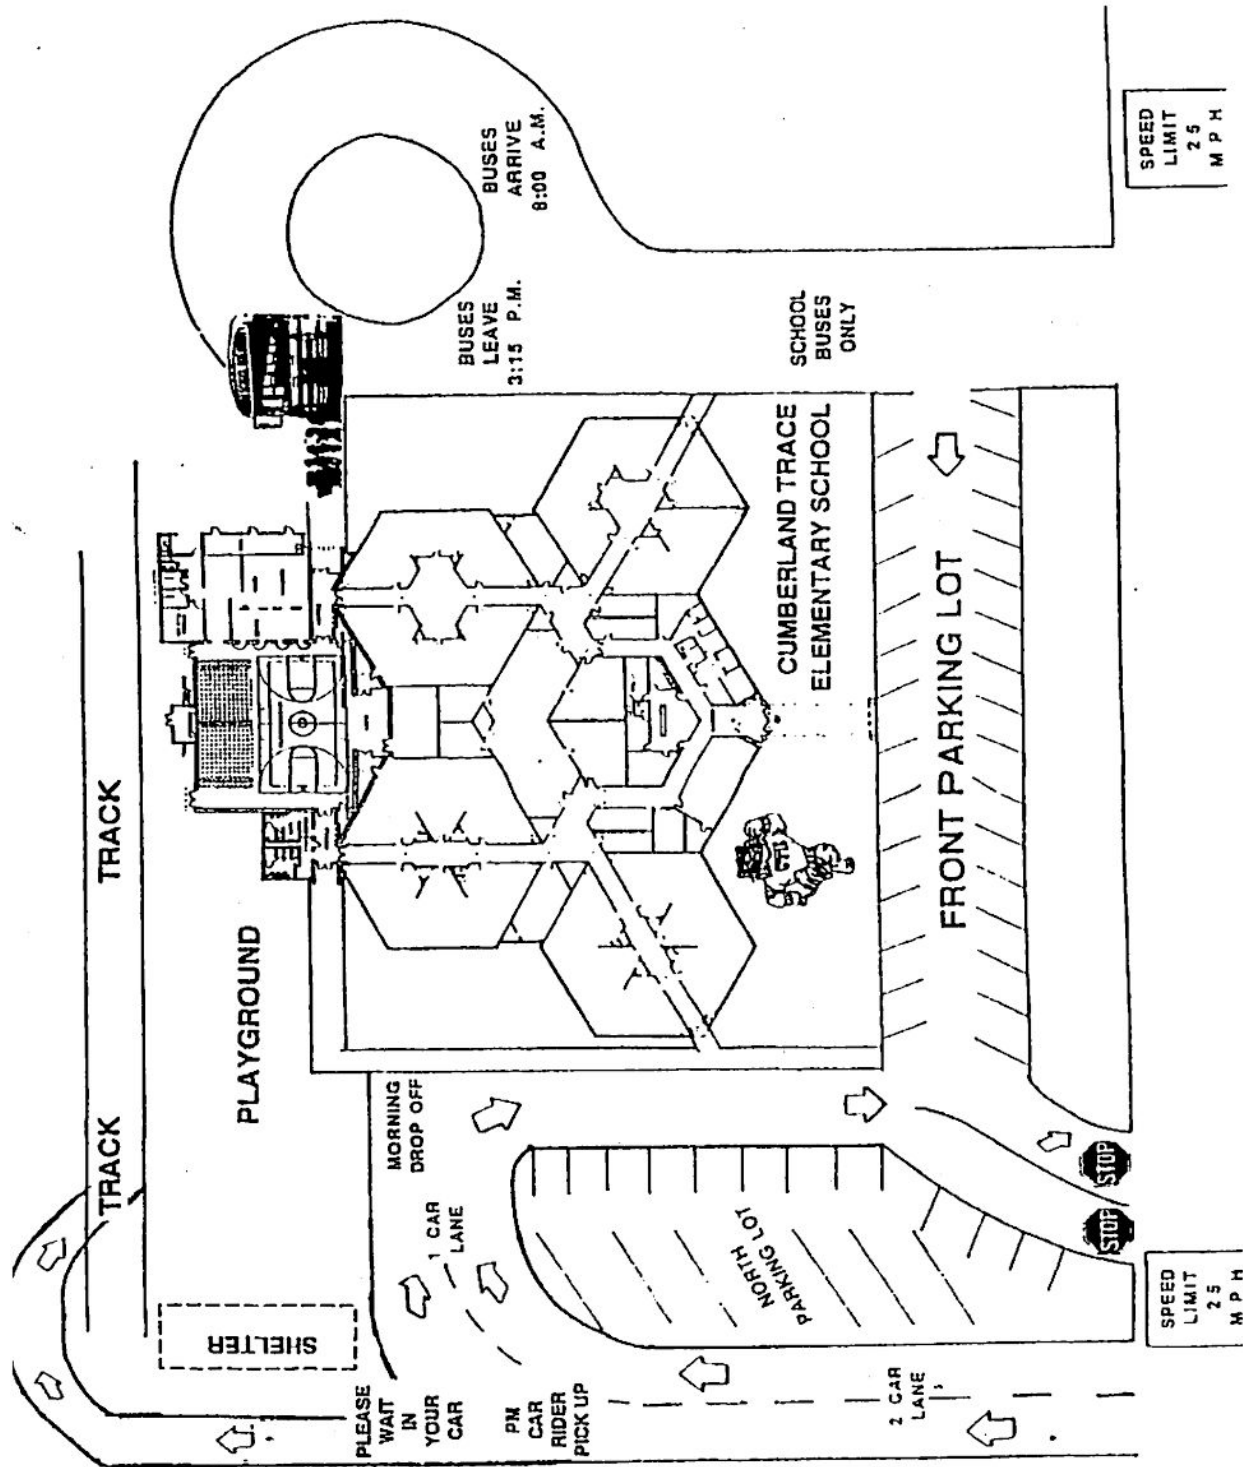 TRACK
TRACK
PLAYGROUND
SHELTER
BUSES
LEAVE
3:15 P.M.
BUSES
ARRIVE
8:00 A.M.
SCHOOL
BUSES
ONLY
CUMBERLAND TRACE
ELEMENTARY SCHOOL
FRONT PARKING LOT
MORNING
DROP OFF
1 CAR
LANE
NORTH
PARKING LOT
PLEASE
WAIT
IN
YOUR
CAR
PM
CAR
RIDER
PICK UP
2 CAR
LANE
STOP
STOP
SPEED
LIMIT
25
MPH
SPEED
LIMIT
25
MPH